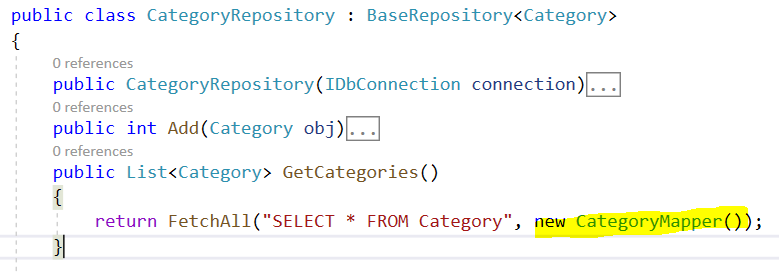 public class CategoryRepository : BaseRepository<Category>
{
0 references
public CategoryRepository(IDbConnection connection)...
0 references
public int Add(Category obj)...
0 references
public List<Category> GetCategories()
{
return FetchAll("SELECT * FROM Category", new CategoryMapper());
}